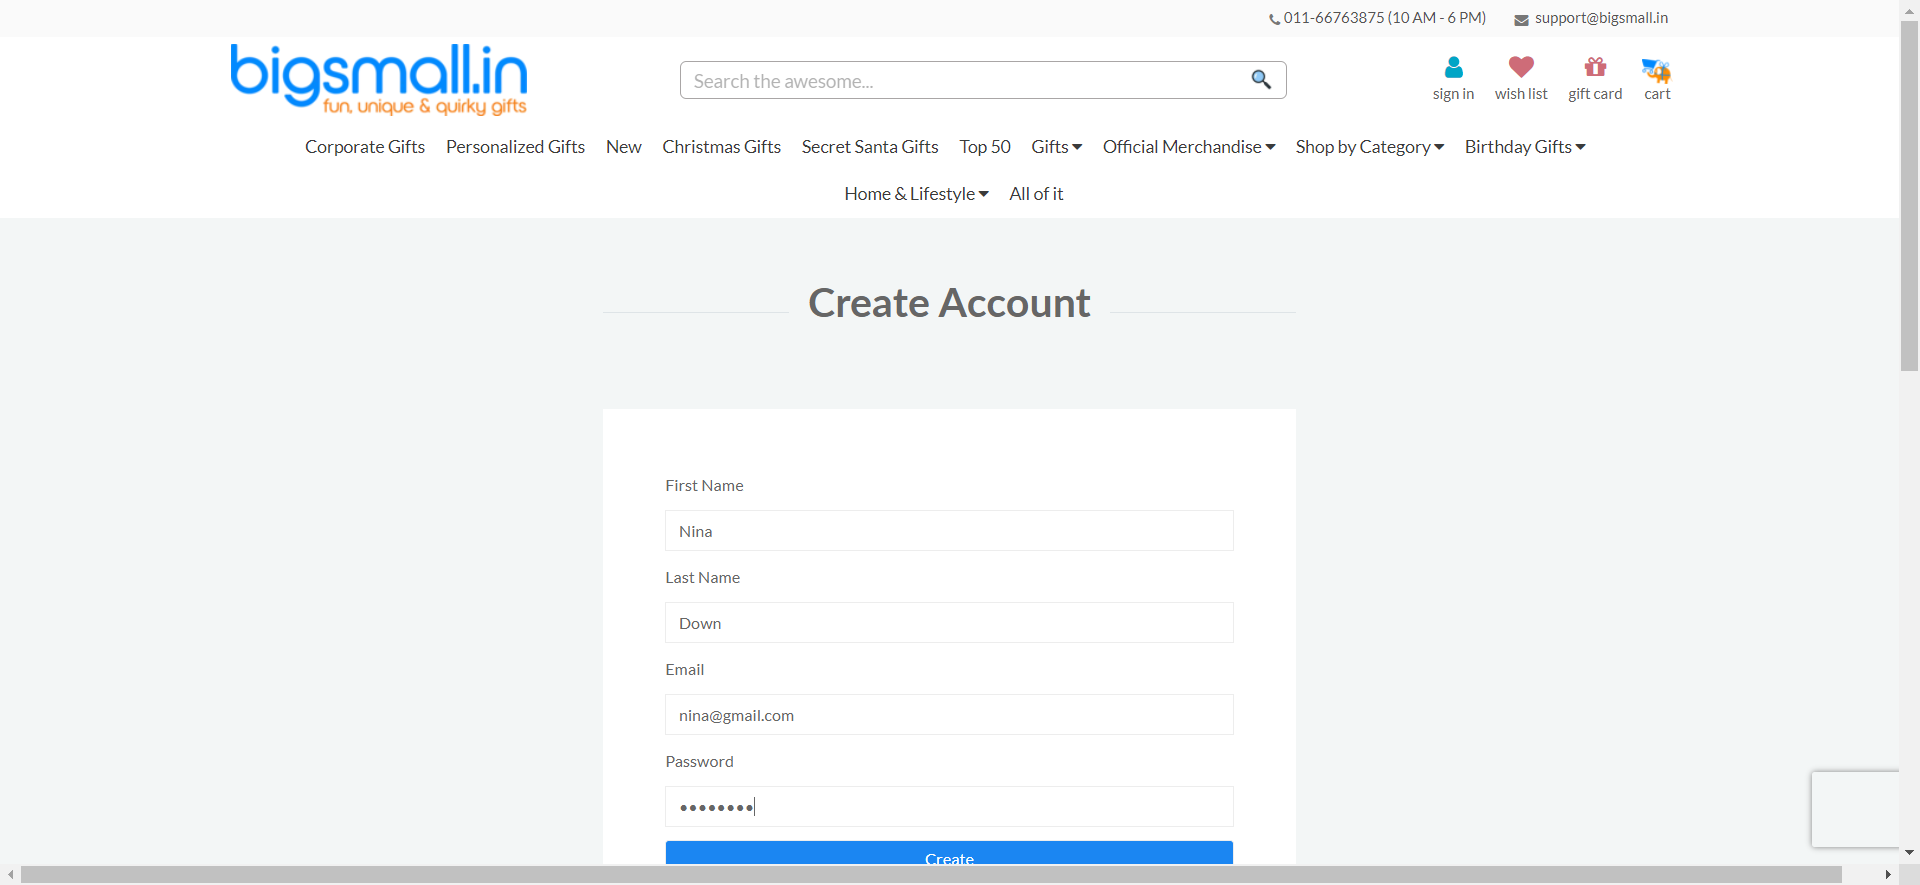 011-66763875 (10 AM - 6 PM) support@bigsmall.in
bigsmall.in
fun, unique & quirky gifts
Search the awesome...
sign in wish list gift card cart
Corporate Gifts Personalized Gifts New Christmas Gifts Secret Santa Gifts Top 50 Gifts Official Merchandise Shop by Category Birthday Gifts
Home & Lifestyle All of it
Create Account
First Name
Nina
Last Name
Down
Email
nina@gmail.com
Password
••••••••
Create